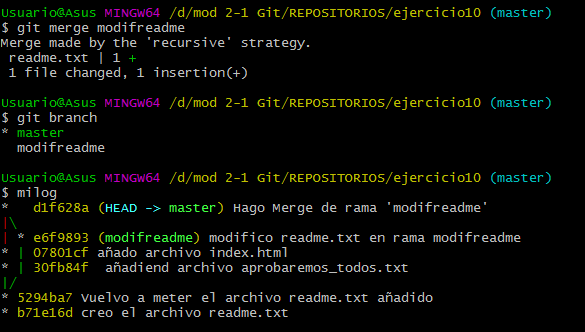 Usuario@Asus MINGW64 /d/mod 2-1 Git/REPOSITORIOS/ejercicio10 (master)
$ git merge modifreadme
Merge made by the 'recursive' strategy.
 readme.txt | 1 +
 1 file changed, 1 insertion(+)

Usuario@Asus MINGW64 /d/mod 2-1 Git/REPOSITORIOS/ejercicio10 (master)
$ git branch
* master
  modifreadme

Usuario@Asus MINGW64 /d/mod 2-1 Git/REPOSITORIOS/ejercicio10 (master)
$ milog
*   d1f628a (HEAD -> master) Hago Merge de rama 'modifreadme'
|\
| * e6f9893 (modifreadme) modifico readme.txt en rama modifreadme
* | 07801cf añado archivo index.html
* | 30fb84f  añadiend archivo aprobaremos_todos.txt
|/
* 5294ba7 Vuelvo a meter el archivo readme.txt añadido
* b71e16d creo el archivo readme.txt